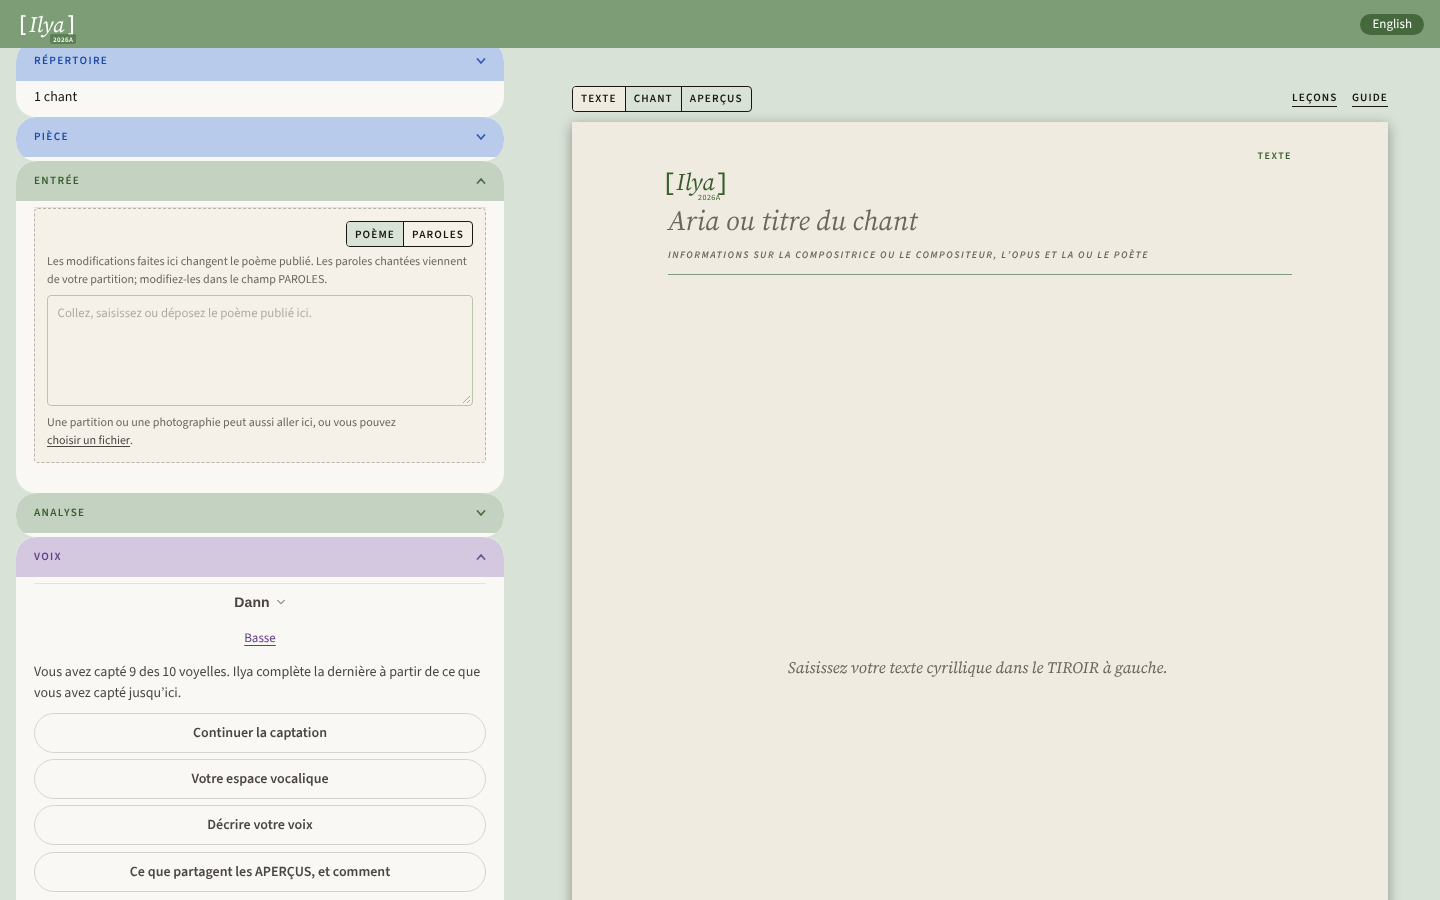 [Ilya]
2026A
English
RÉPERTOIRE
1 chant
PIÈCE
ENTRÉE
POÈME PAROLES
Les modifications faites ici changent le poème publié. Les paroles chantées viennent
de votre partition; modifiez-les dans le champ PAROLES.
Collez, saisissez ou déposez le poème publié ici.
Une partition ou une photographie peut aussi aller ici, ou vous pouvez
choisir un fichier.
ANALYSE
VOIX
Dann
Basse
Vous avez capté 9 des 10 voyelles. Ilya complète la dernière à partir de ce que
vous avez capté jusqu’ici.
Continuer la captation
Votre espace vocalique
Décrire votre voix
Ce que partagent les APERÇUS, et comment
TEXTE CHANT APERÇUS
LEÇONS GUIDE
TEXTE
[Ilya]
2026A
Aria ou titre du chant
INFORMATIONS SUR LA COMPOSITRICE OU LE COMPOSITEUR, L’OPUS ET LA OU LE POÈTE
Saisissez votre texte cyrillique dans le TIROIR à gauche.